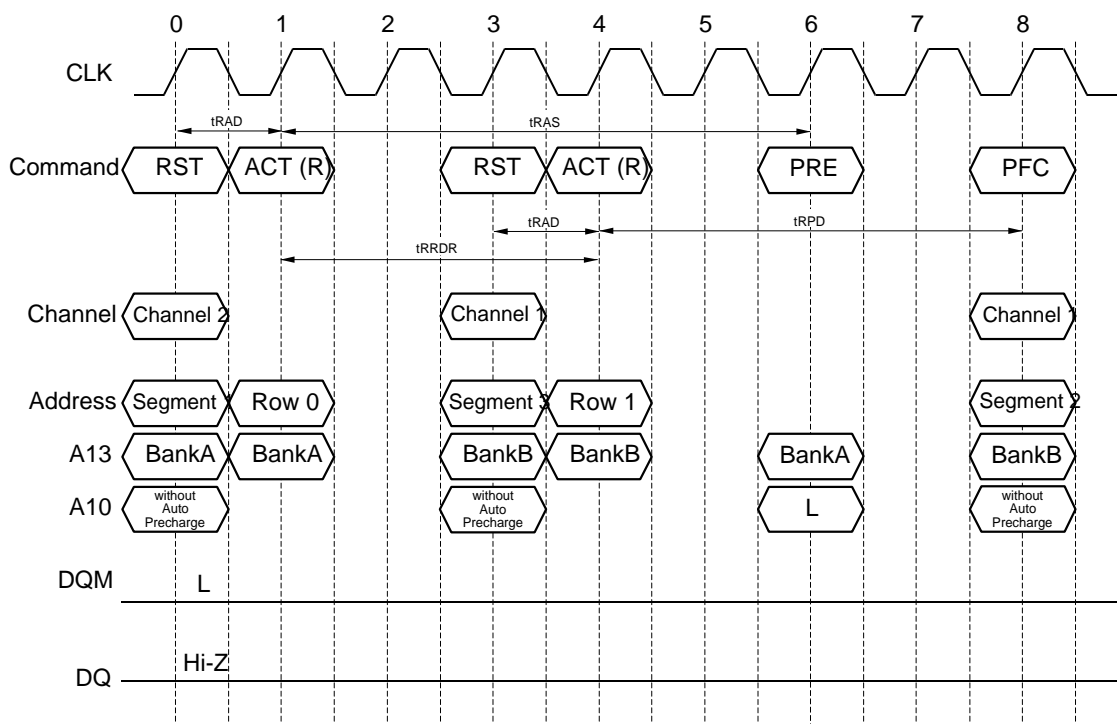 0 1 2 3 4 5 6 7 8
CLK
tRAD tRAS
Command RST ACT (R) RST ACT (R) PRE PFC
tRAD tRPD
tRRDR
Channel Channel 2 Channel 1 Channel 1
Address Segment Row 0 Segment 3 Row 1 Segment 2
A13 BankA BankA BankB BankB BankA BankB
A10 without Auto Precharge without Auto Precharge L without Auto Precharge
DQM L
DQ Hi-Z